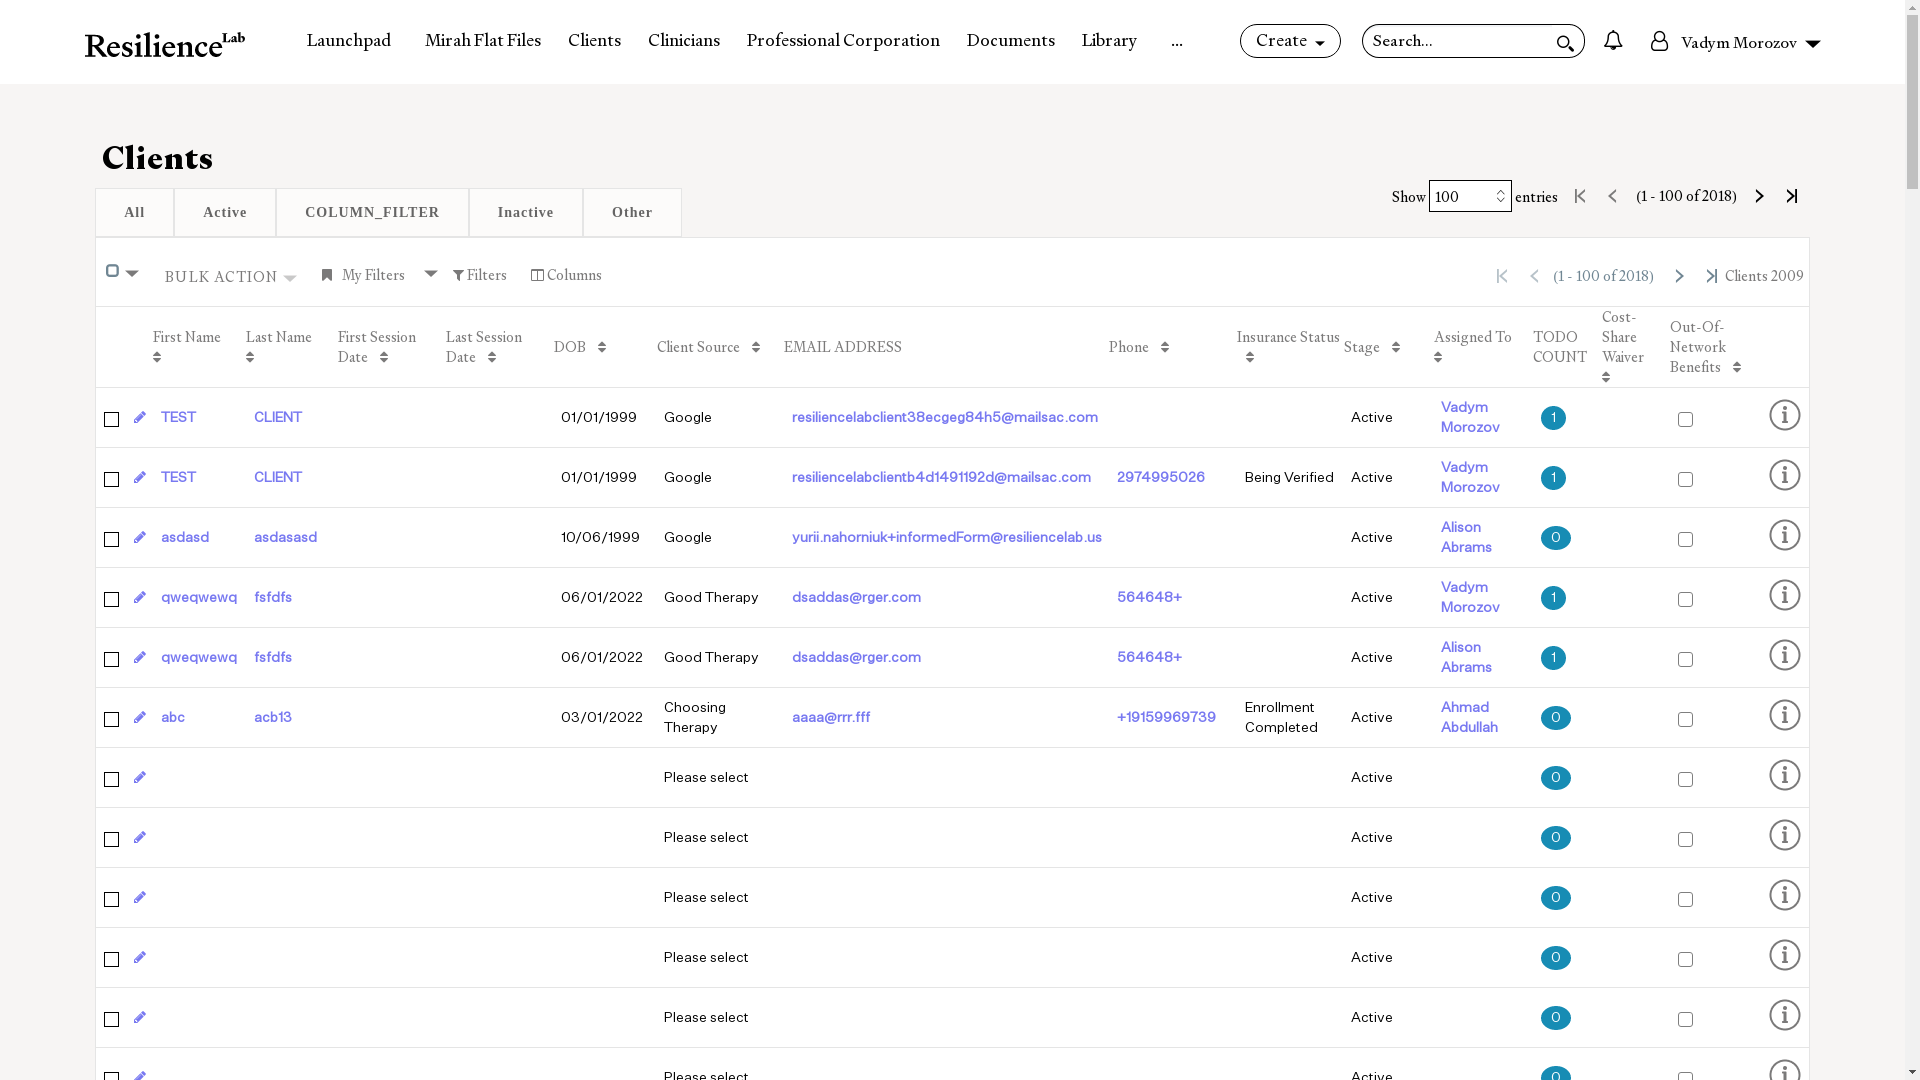 ResilienceLab Launchpad Mirah Flat Files Clients Clinicians Professional Corporation Documents Library ... Create Search... Vadym Morozov
Clients
Show 100 entries (1 - 100 of 2018)
All Active COLUMN_FILTER Inactive Other
BULK ACTION My Filters Filters Columns (1 - 100 of 2018) Clients 2009
First Name Last Name First Session Date Last Session Date DOB Client Source EMAIL ADDRESS Phone Insurance Status Stage Assigned To TODO COUNT Cost-Share Waiver Out-Of-Network Benefits
TEST CLIENT 01/01/1999 Google resiliencelabclient38ecgeg84h5@mailsac.com Active Vadym Morozov 1
TEST CLIENT 01/01/1999 Google resiliencelabclientb4d1491192d@mailsac.com 2974995026 Being Verified Active Vadym Morozov 1
asdasd asdasasd 10/06/1999 Google yurii.nahorniuk+informedForm@resiliencelab.us Active Alison Abrams 0
qweqwewq fsfdfs 06/01/2022 Good Therapy dsaddas@rger.com 564648+ Active Vadym Morozov 1
qweqwewq fsfdfs 06/01/2022 Good Therapy dsaddas@rger.com 564648+ Active Alison Abrams 1
abc acb13 03/01/2022 Choosing Therapy aaaa@rrr.fff +19159969739 Enrollment Completed Active Ahmad Abdullah 0
Please select Active 0
Please select Active 0
Please select Active 0
Please select Active 0
Please select Active 0
Please select Active 0